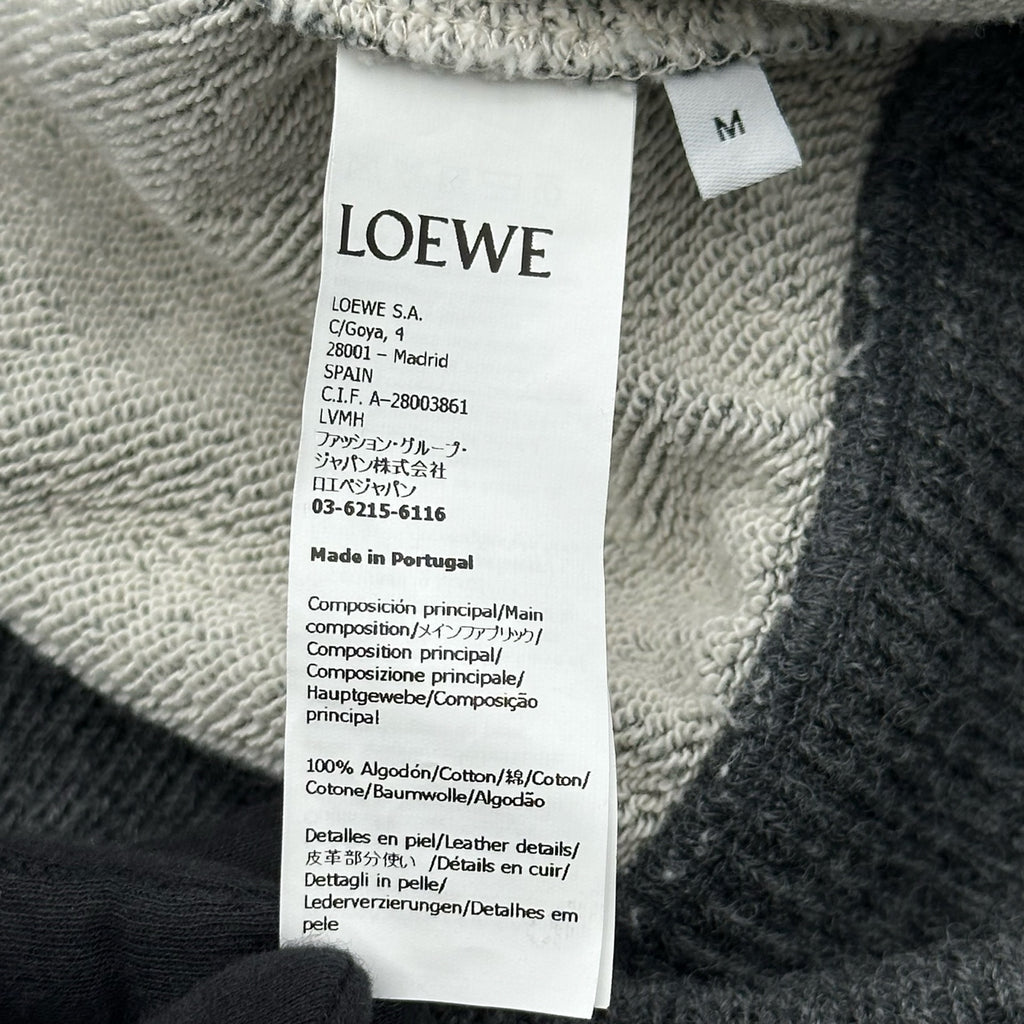 M
LOEWE
LOEWE S.A.
C/Goya, 4
28001 – Madrid
SPAIN
C.I.F. A-28003861
LVMH
ファッション・グループ・
ジャパン株式会社
ロエベジャパン
03-6215-6116
Made in Portugal
Composición principal/Main
composition/メインファブリック/
Composition principal/
Composizione principale/
Hauptgewebe/Composição
principal
100% Algodón/Cotton/綿/Coton/
Cotone/Baumwolle/Algodão
Detalles en piel/Leather details/
皮革部分使い /Détails en cuir/
Dettagli in pelle/
Lederverzierungen/Detalhes em
pele